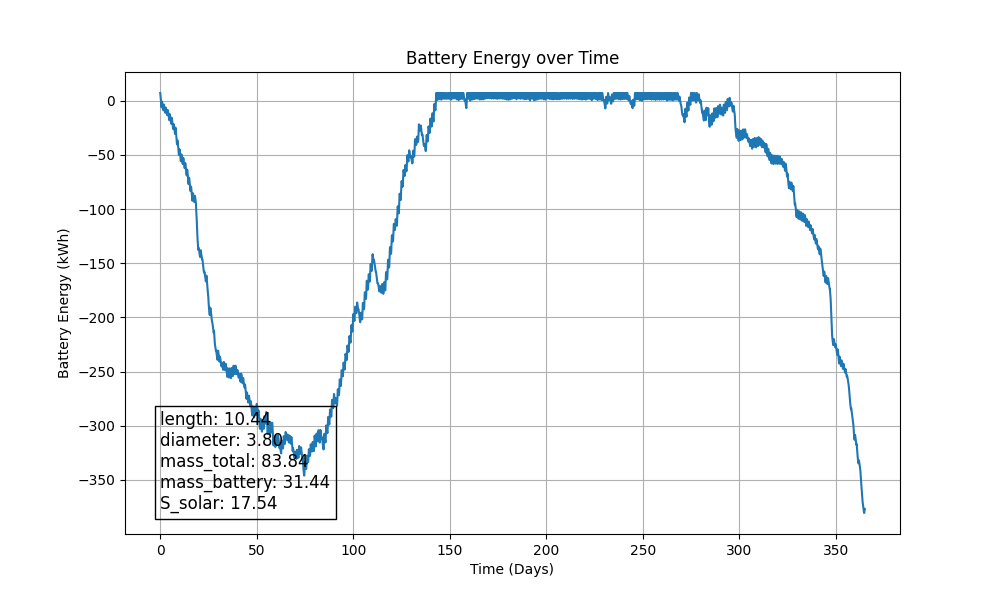 Battery Energy over Time
Battery Energy (kWh)
0
−50
−100
−150
−200
−250
−300
−350
length: 10.44
diameter: 3.80
mass_total: 83.84
mass_battery: 31.44
S_solar: 17.54
0 50 100 150 200 250 300 350
Time (Days)